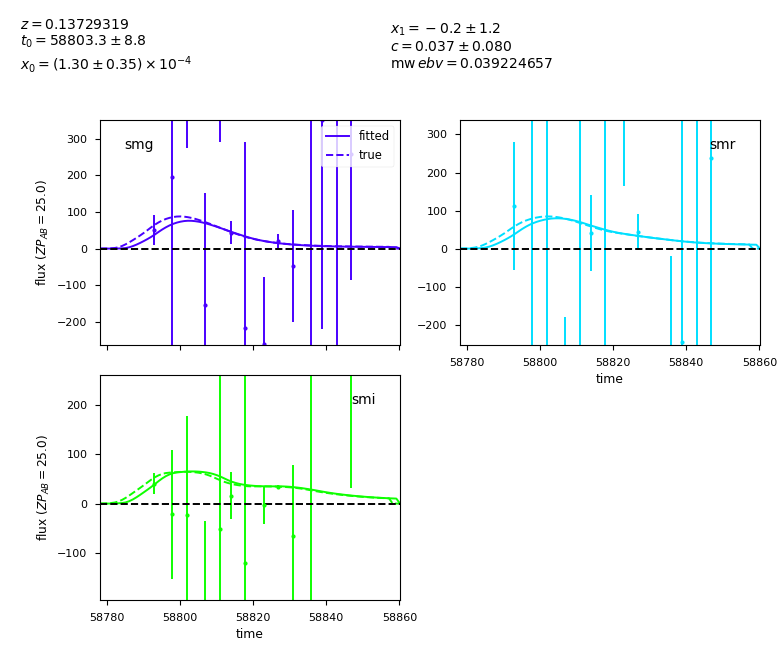 z = 0.13729319
t₀ = 58803.3 ± 8.8
x₀ = (1.30 ± 0.35) × 10⁻⁴
x₁ = −0.2 ± 1.2
c = 0.037 ± 0.080
mw ebv = 0.039224657
smg
fitted
true
300
200
100
0
−100
−200
flux (ZP_AB = 25.0)
smr
300
200
100
0
−100
−200
58780 58800 58820 58840 58860
time
smi
200
100
0
−100
flux (ZP_AB = 25.0)
58780 58800 58820 58840 58860
time